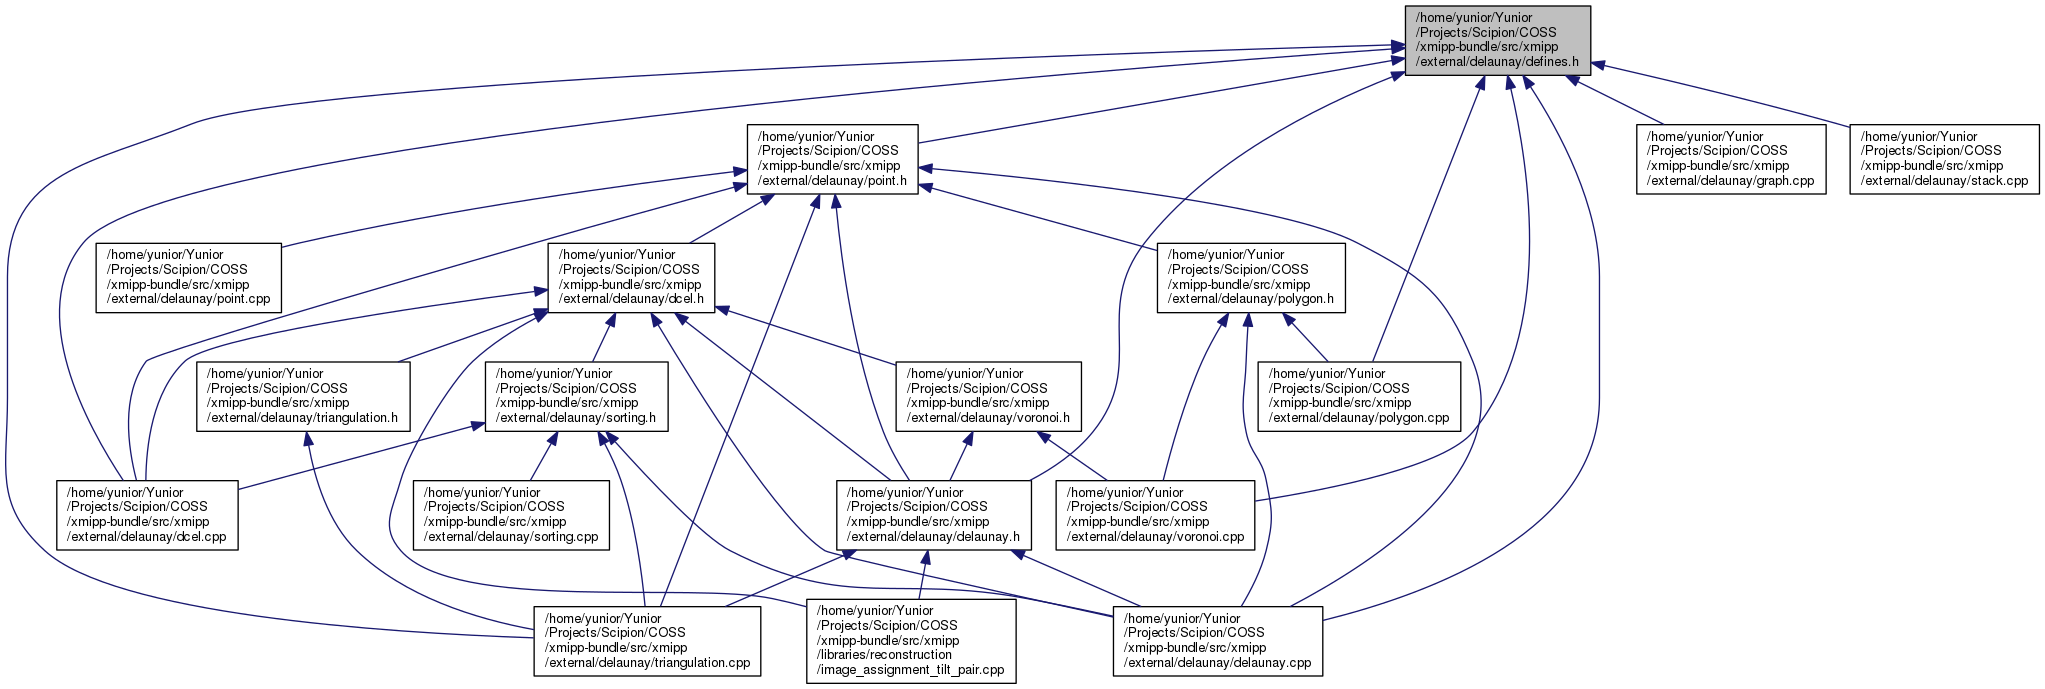 /home/yunior/Yunior
/Projects/Scipion/COSS
/xmipp-bundle/src/xmipp
/external/delaunay/defines.h
/home/yunior/Yunior
/Projects/Scipion/COSS
/xmipp-bundle/src/xmipp
/external/delaunay/point.h
/home/yunior/Yunior
/Projects/Scipion/COSS
/xmipp-bundle/src/xmipp
/external/delaunay/graph.cpp
/home/yunior/Yunior
/Projects/Scipion/COSS
/xmipp-bundle/src/xmipp
/external/delaunay/stack.cpp
/home/yunior/Yunior
/Projects/Scipion/COSS
/xmipp-bundle/src/xmipp
/external/delaunay/point.cpp
/home/yunior/Yunior
/Projects/Scipion/COSS
/xmipp-bundle/src/xmipp
/external/delaunay/dcel.h
/home/yunior/Yunior
/Projects/Scipion/COSS
/xmipp-bundle/src/xmipp
/external/delaunay/polygon.h
/home/yunior/Yunior
/Projects/Scipion/COSS
/xmipp-bundle/src/xmipp
/external/delaunay/triangulation.h
/home/yunior/Yunior
/Projects/Scipion/COSS
/xmipp-bundle/src/xmipp
/external/delaunay/sorting.h
/home/yunior/Yunior
/Projects/Scipion/COSS
/xmipp-bundle/src/xmipp
/external/delaunay/voronoi.h
/home/yunior/Yunior
/Projects/Scipion/COSS
/xmipp-bundle/src/xmipp
/external/delaunay/polygon.cpp
/home/yunior/Yunior
/Projects/Scipion/COSS
/xmipp-bundle/src/xmipp
/external/delaunay/dcel.cpp
/home/yunior/Yunior
/Projects/Scipion/COSS
/xmipp-bundle/src/xmipp
/external/delaunay/sorting.cpp
/home/yunior/Yunior
/Projects/Scipion/COSS
/xmipp-bundle/src/xmipp
/external/delaunay/delaunay.h
/home/yunior/Yunior
/Projects/Scipion/COSS
/xmipp-bundle/src/xmipp
/external/delaunay/voronoi.cpp
/home/yunior/Yunior
/Projects/Scipion/COSS
/xmipp-bundle/src/xmipp
/external/delaunay/triangulation.cpp
/home/yunior/Yunior
/Projects/Scipion/COSS
/xmipp-bundle/src/xmipp
/libraries/reconstruction
/image_assignment_tilt_pair.cpp
/home/yunior/Yunior
/Projects/Scipion/COSS
/xmipp-bundle/src/xmipp
/external/delaunay/delaunay.cpp